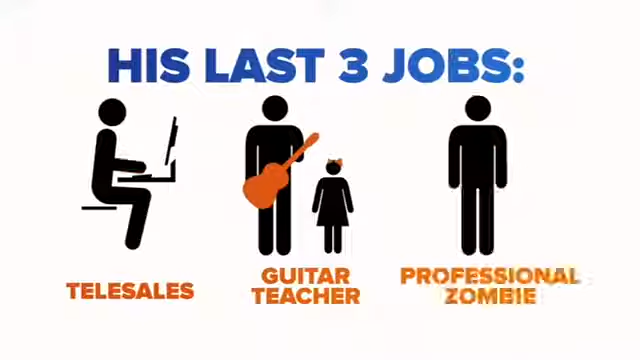 HIS LAST 3 JOBS:
TELESALES
GUITAR
TEACHER
PROFESSIONAL
ZOMBIE